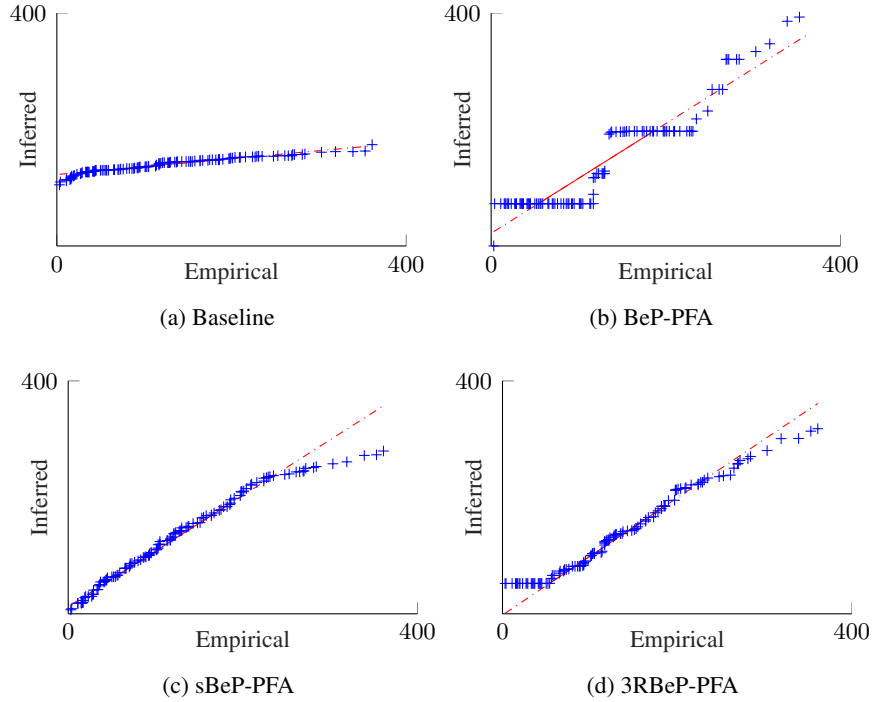 400
Inferred
0
Empirical
400
(a) Baseline
400
Inferred
0
Empirical
400
(b) BeP-PFA
400
Inferred
0
Empirical
400
(c) sBeP-PFA
400
Inferred
0
Empirical
400
(d) 3RBeP-PFA